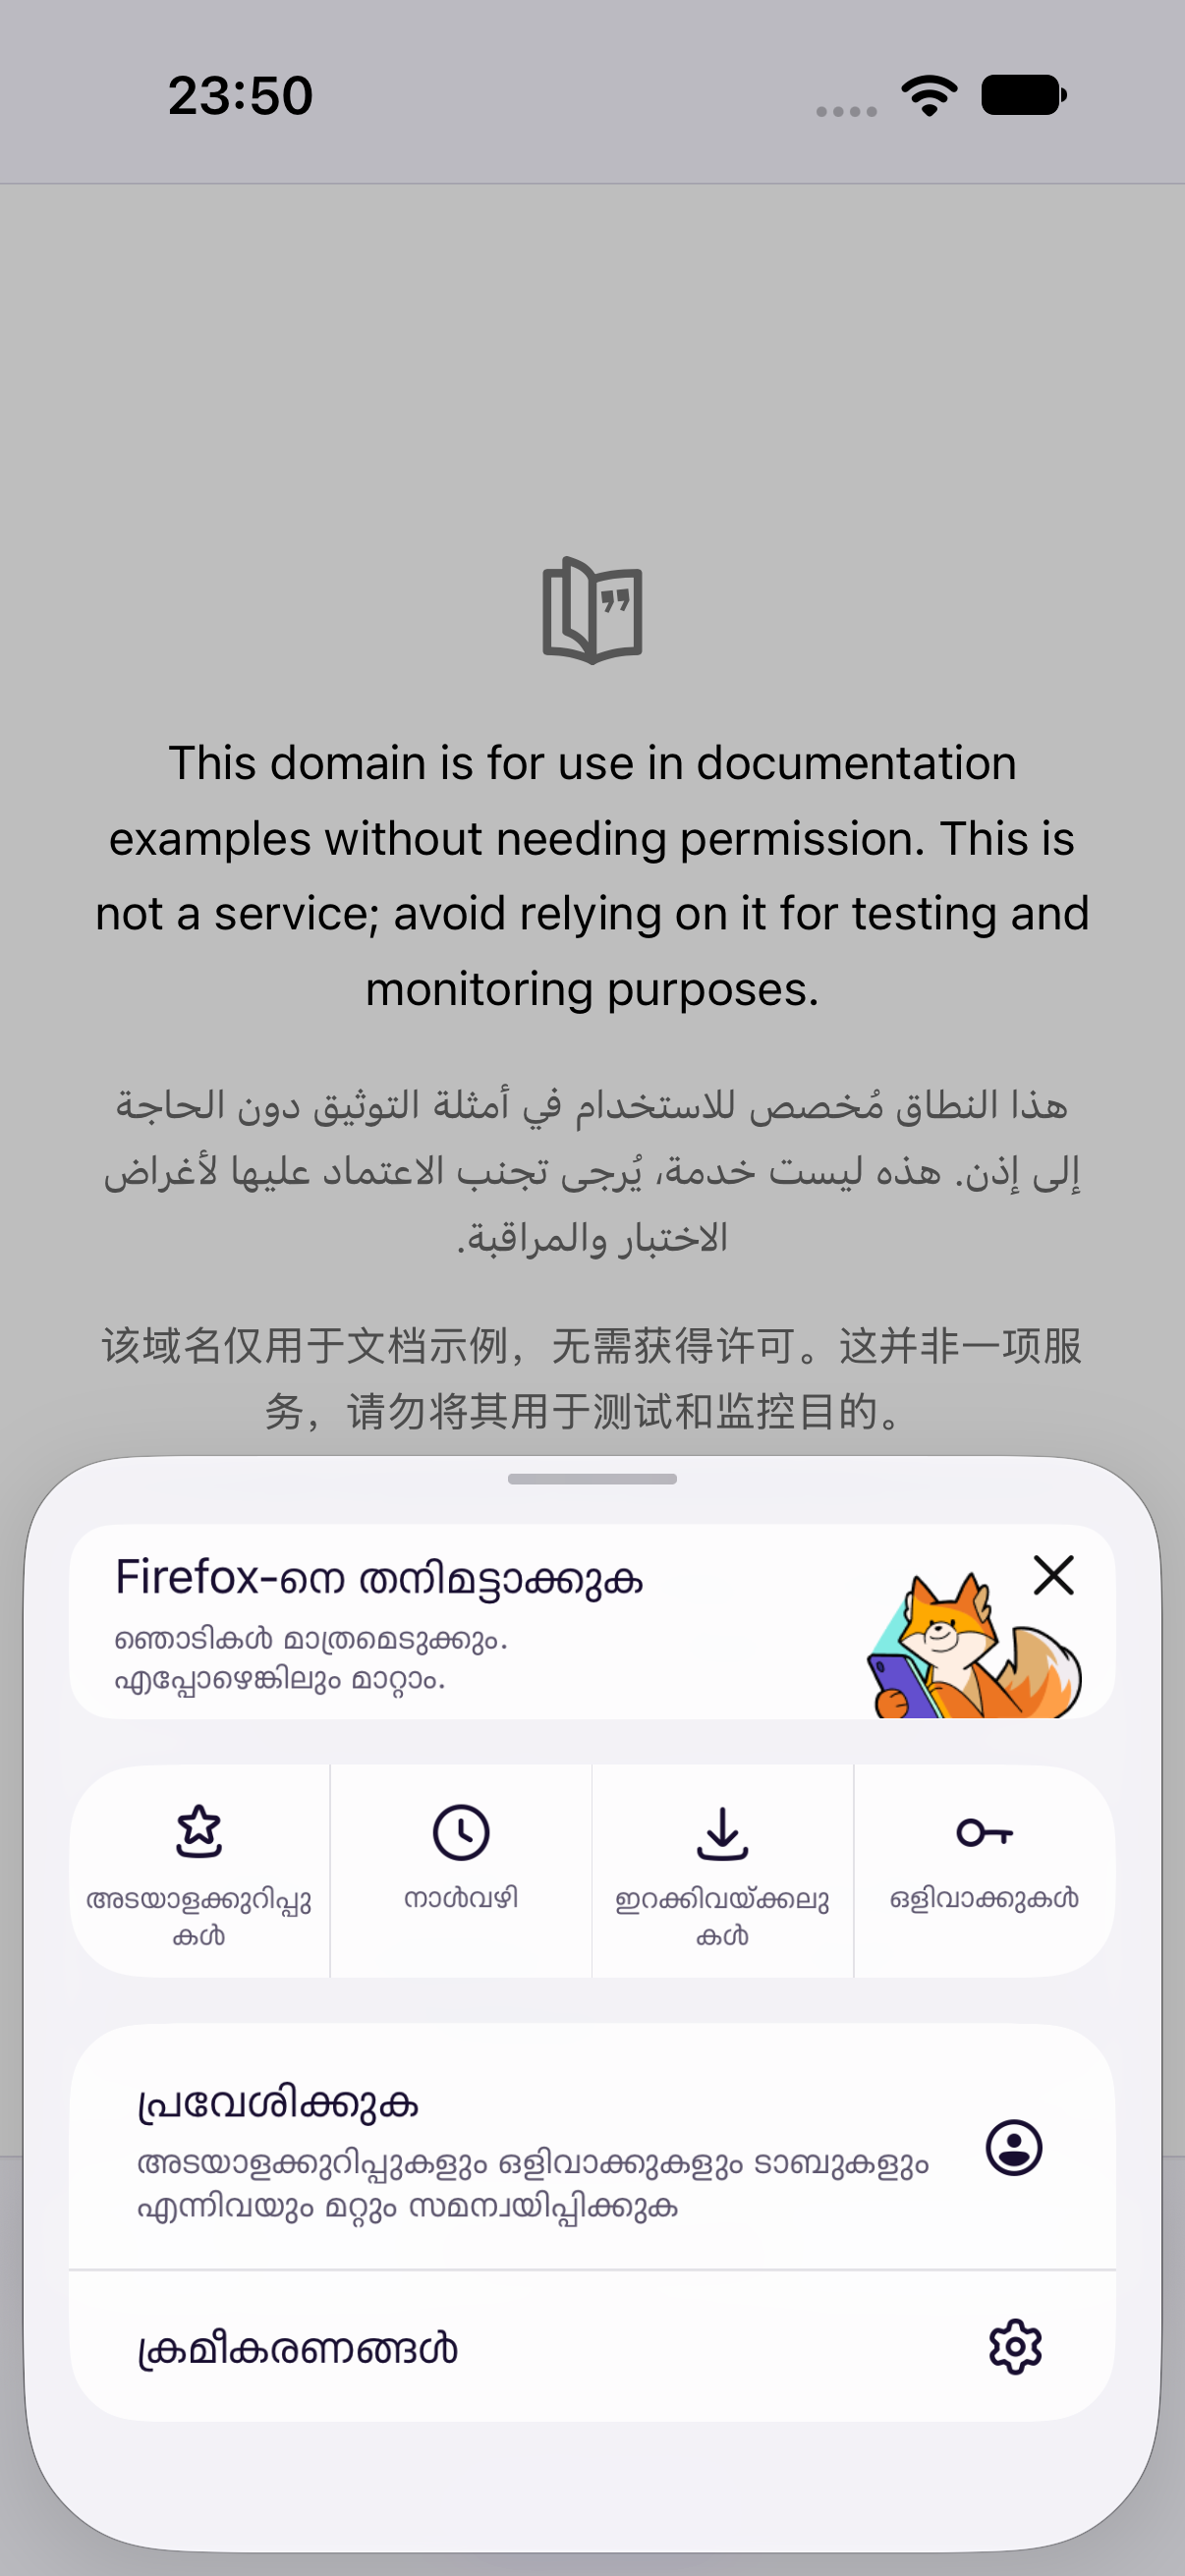 23:50
This domain is for use in documentation
examples without needing permission. This is
not a service; avoid relying on it for testing and
monitoring purposes.
هذا النطاق مُخصص للاستخدام في أمثلة التوثيق دون الحاجة
إلى إذن. هذه ليست خدمة، يُرجى تجنب الاعتماد عليها لأغراض
الاختبار والمراقبة.
该域名仅用于文档示例，无需获得许可。这并非一项服
务，请勿将其用于测试和监控目的。
Firefox-നെ തനിമട്ടാക്കുക
ഞൊടികൾ മാത്രമെടുക്കും.
എപ്പോഴെങ്കിലും മാറ്റാം.
അടയാളക്കുറിപ്പു
കൾ
നാൾവഴി
ഇറക്കിവയ്ക്കലു
കൾ
ഒളിവാക്കുകൾ
പ്രവേശിക്കുക
അടയാളക്കുറിപ്പുകളും ഒളിവാക്കുകളും ടാബുകളും
എന്നിവയും മറ്റും സമന്വയിപ്പിക്കുക
ക്രമീകരണങ്ങൾ